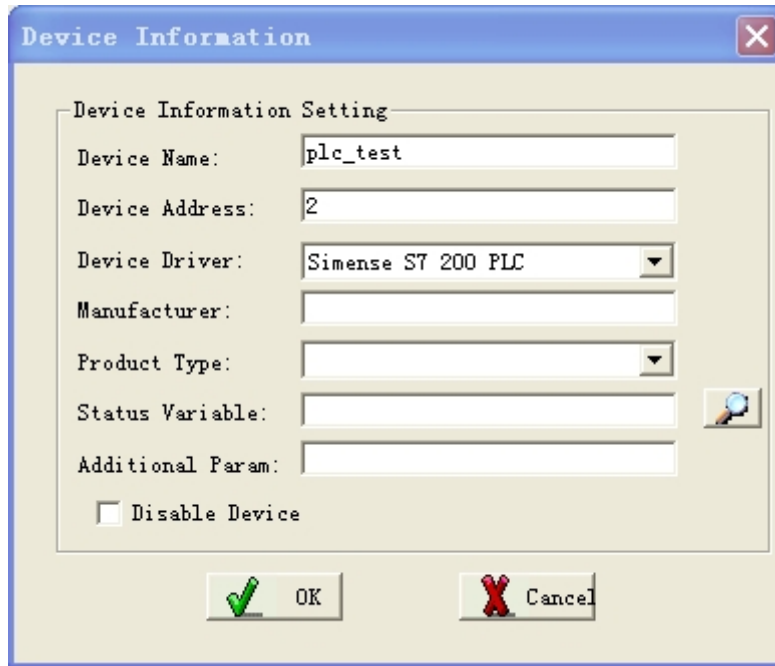 Device Information
Device Information Setting
Device Name: plc_test
Device Address: 2
Device Driver: Simense S7 200 PLC
Manufacturer:
Product Type:
Status Variable:
Additional Param:
Disable Device
OK Cancel